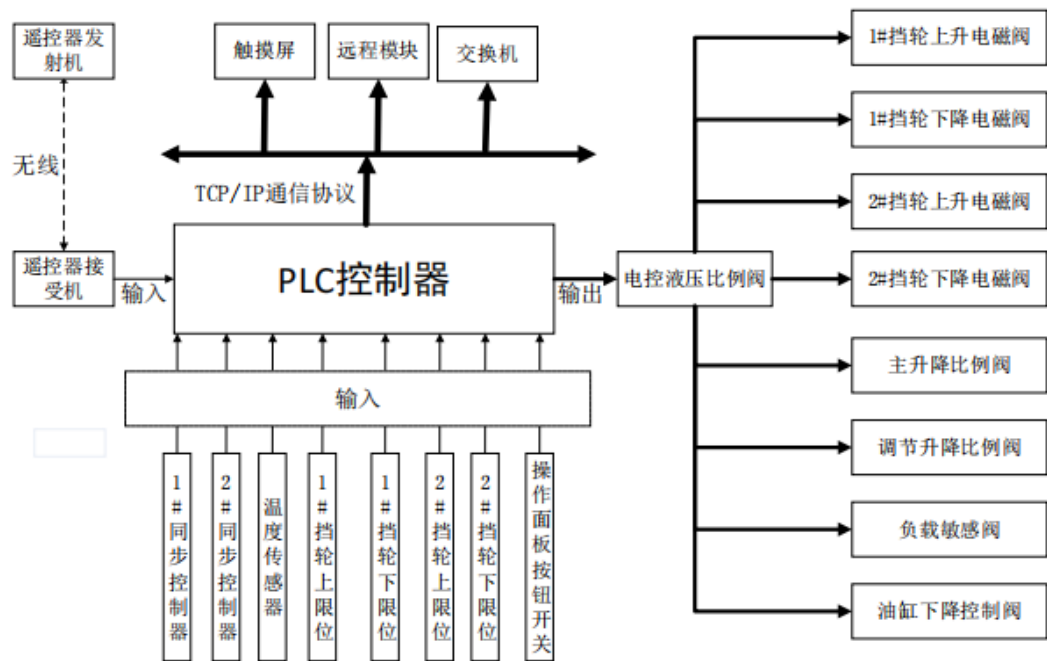 遥控器发
射机
触摸屏
远程模块
交换机
1#挡轮上升电磁阀
1#挡轮下降电磁阀
无线
TCP/IP通信协议
2#挡轮上升电磁阀
遥控器接
受机
输入
PLC控制器
输出
电控液压比例阀
2#挡轮下降电磁阀
主升降比例阀
输入
调节升降比例阀
1#同步控制器
2#同步控制器
温度传感器
1#挡轮上限位
1#挡轮下限位
2#挡轮上限位
2#挡轮下限位
操作面板按钮开关
负载敏感阀
油缸下降控制阀